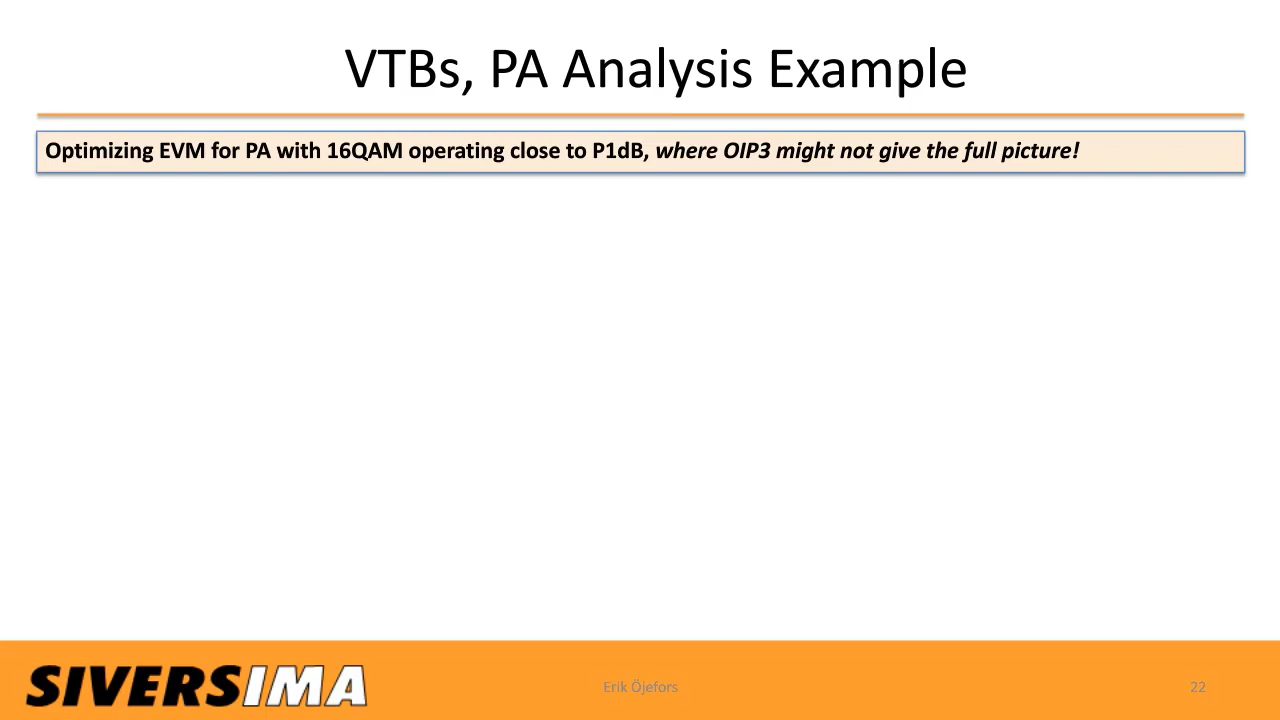 VTBs, PA Analysis Example
Optimizing EVM for PA with 16QAM operating close to P1dB, where OIP3 might not give the full picture!
SIVERSIMA
Erik Öjefors
22